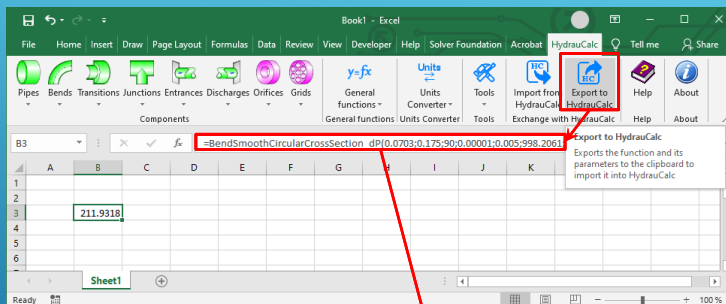 Book1 - Excel
File Home Insert Draw Page Layout Formulas Data Review View Developer Help Solver Foundation Acrobat HydrauCalc Tell me Share
HC HC
y=fx Units
Pipes Bends Transitions Junctions Entrances Discharges Orifices Grids General functions Units Converter Tools Import from HydrauCalc Export to HydrauCalc Help About
Components General functions Units Converter Tools Exchange with HydrauCalc Help About
B3 fx =BendSmoothCircularCrossSection_dP(0.0703;0.175;90;0.00001;0.005;998.2061
Export to HydrauCalc
Exports the function and its
parameters to the clipboard to
import it into HydrauCalc
A B C D E F G H I J K
1
2
3 211.9318
4
5
6
Sheet1
Ready 100 %